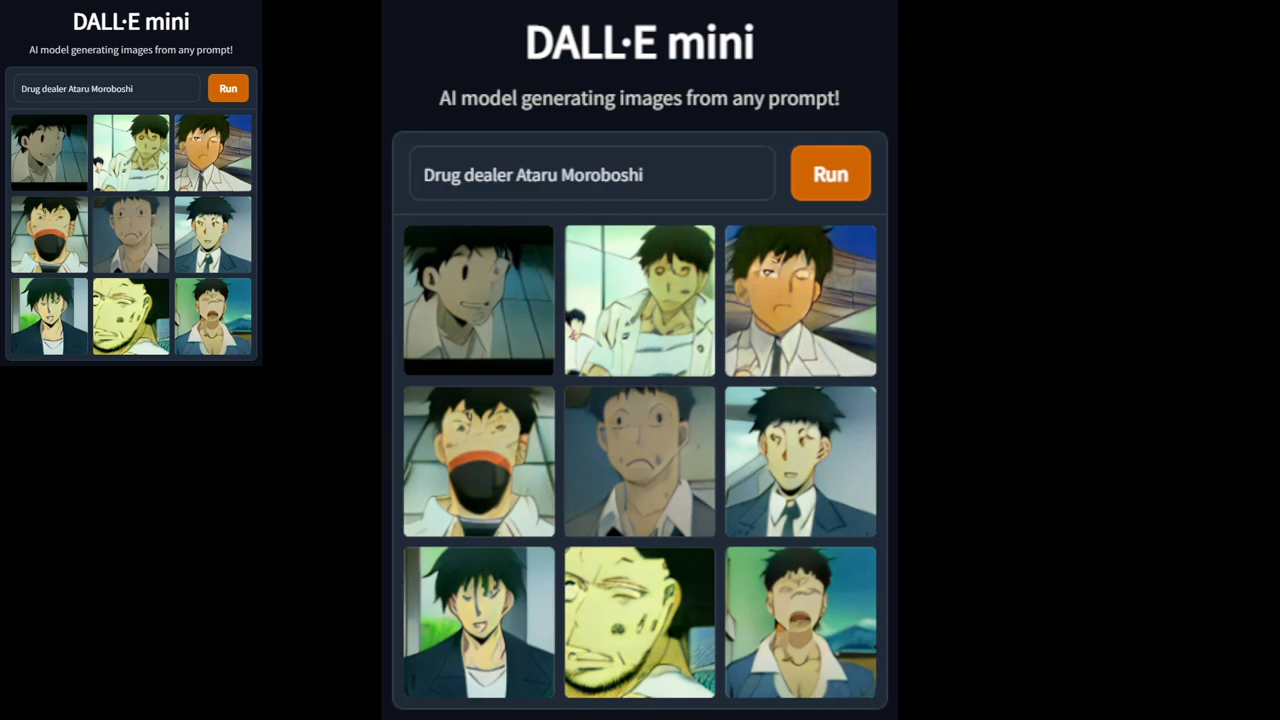 DALL·E mini
AI model generating images from any prompt!
Drug dealer Ataru Moroboshi
Run
DALL·E mini
AI model generating images from any prompt!
Drug dealer Ataru Moroboshi
Run